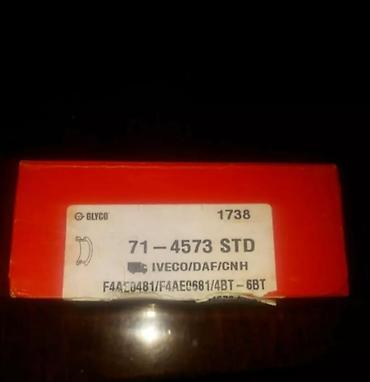 GLYCO
1738
71-4573 STD
IVECO/DAF/CNH
F4AE0481/F4AE0681/4BT-6BT